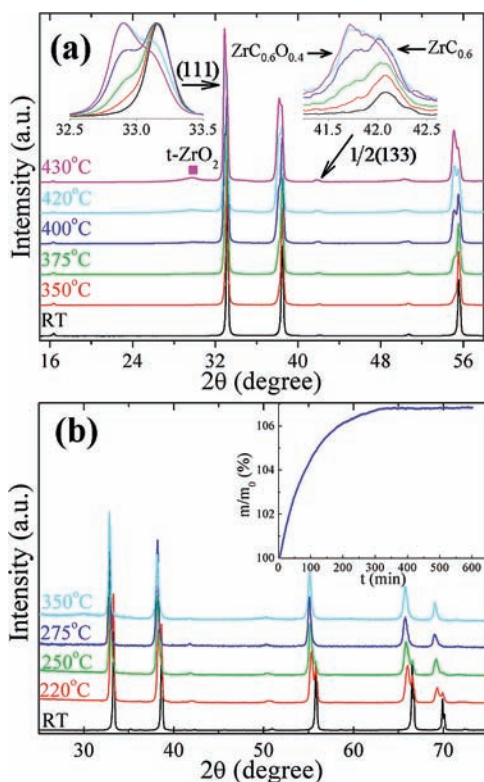 (a)
ZrC0.6O0.4
ZrC0.6
(111)
32.5 33.0 33.5
41.5 42.0 42.5
t-ZrO2
1/2(133)
430°C
420°C
400°C
375°C
350°C
RT
Intemsity (a.u.)
16 24 32 40 48 56
2θ (degree)
(b)
m/m0 (%)
106
104
102
100
0 100 200 300 400 500 600
t (min)
350°C
275°C
250°C
220°C
RT
Intensity (a.u.)
30 40 50 60 70
2θ (degree)